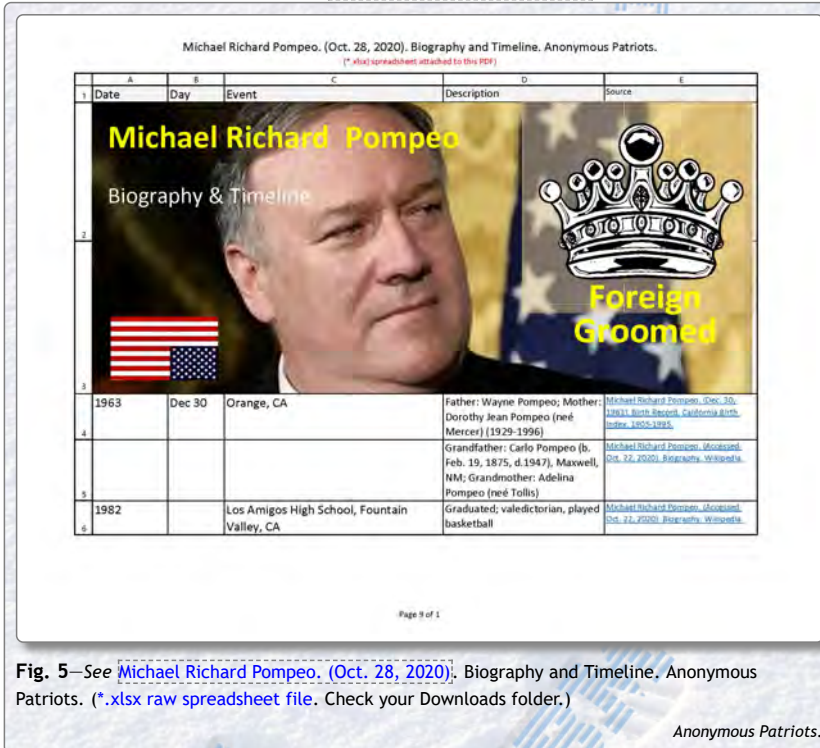 Michael Richard Pompeo. (Oct. 28, 2020). Biography and Timeline. Anonymous Patriots.
(*.xlsx) spreadsheet attached to this PDF)
A B C D E
1 Date Day Event Description Source
Michael Richard Pompeo
Biography & Timeline
2
Foreign
Groomed
3
1963 Dec 30 Orange, CA Father: Wayne Pompeo; Mother: Michael Richard Pompeo. (Dec. 30,
Dorothy Jean Pompeo (neé 1963). Birth Record, California Birth
4 Mercer) (1929-1996) Index, 1905-1995.
Grandfather: Carlo Pompeo (b. Michael Richard Pompeo. (Accessed
Feb. 19, 1875, d.1947), Maxwell, Oct. 22, 2020). Biography. Wikipedia.
NM; Grandmother: Adelina
5 Pompeo (neé Tollis)
1982 Los Amigos High School, Fountain Graduated; valedictorian, played Michael Richard Pompeo. (Accessed
6 Valley, CA basketball Oct. 22, 2020). Biography. Wikipedia.
Page 9 of 1
Fig. 5—See Michael Richard Pompeo. (Oct. 28, 2020). Biography and Timeline. Anonymous
Patriots. (*.xlsx raw spreadsheet file. Check your Downloads folder.)
Anonymous Patriots.